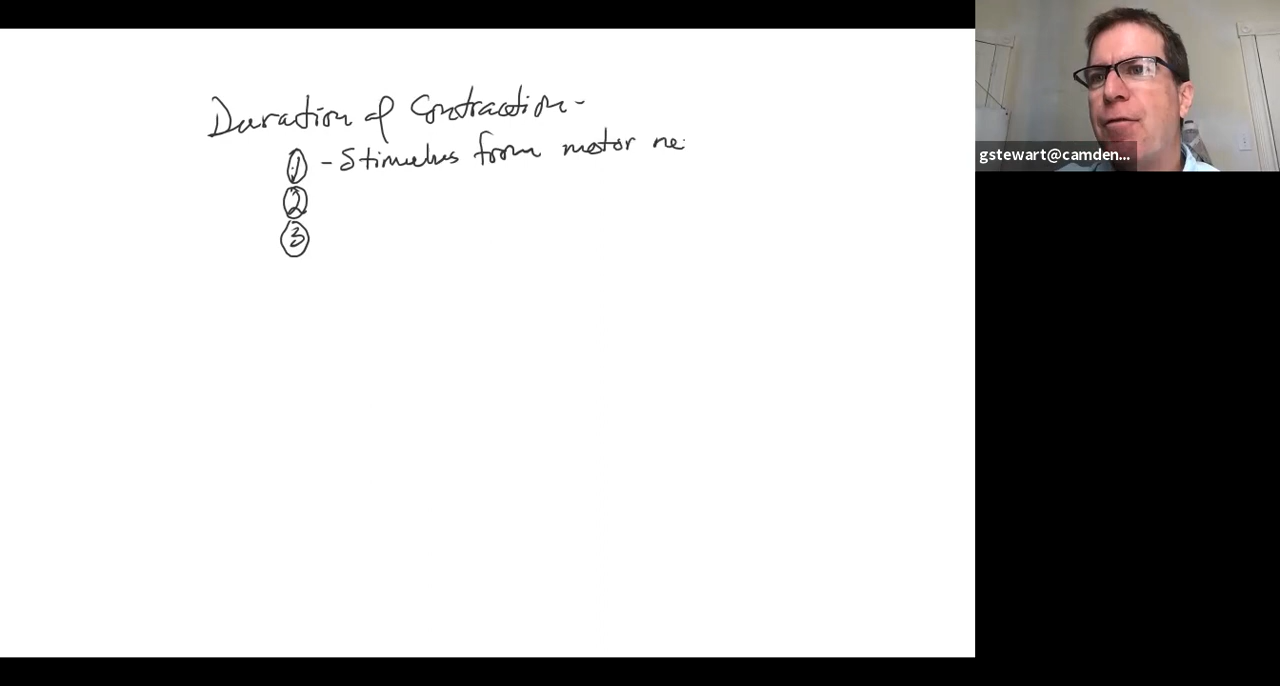 Duration of Contraction-
① - Stimulus from motor ne
②
③
gstewart@camden...